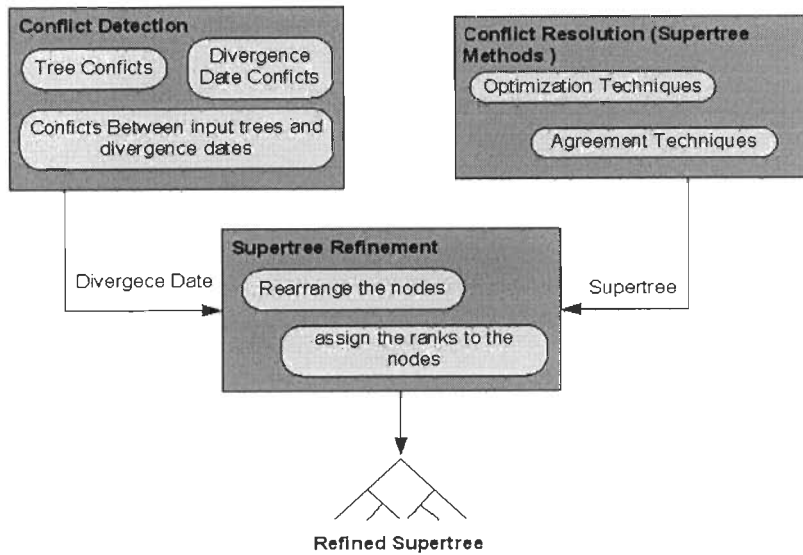 Conflict Detection
Tree Conficts
Divergence
Date Conficts
Conficts Between input trees and
divergence dates
Conflict Resolution (Supertree
Methods )
Optimization Techniques
Agreement Techniques
Divergece Date
Supertree Refinement
Rearrange the nodes
assign the ranks to the
nodes
Supertree
Refined Supertree